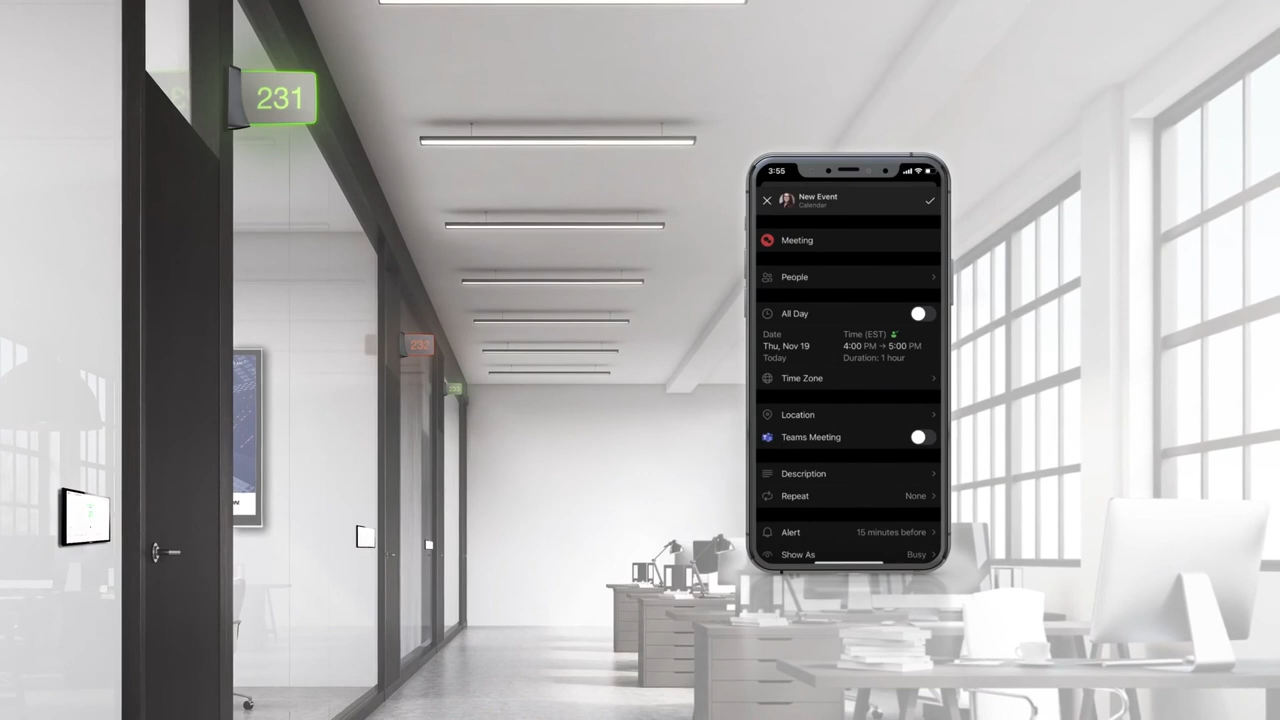 231
232
233
3:55
New Event
Calendar
Meeting
People
All Day
Date
Time (EST)
Thu, Nov 19
4:00 PM → 5:00 PM
Today
Duration: 1 hour
Time Zone
Location
Teams Meeting
Description
Repeat
None
Alert
15 minutes before
Show As
Busy